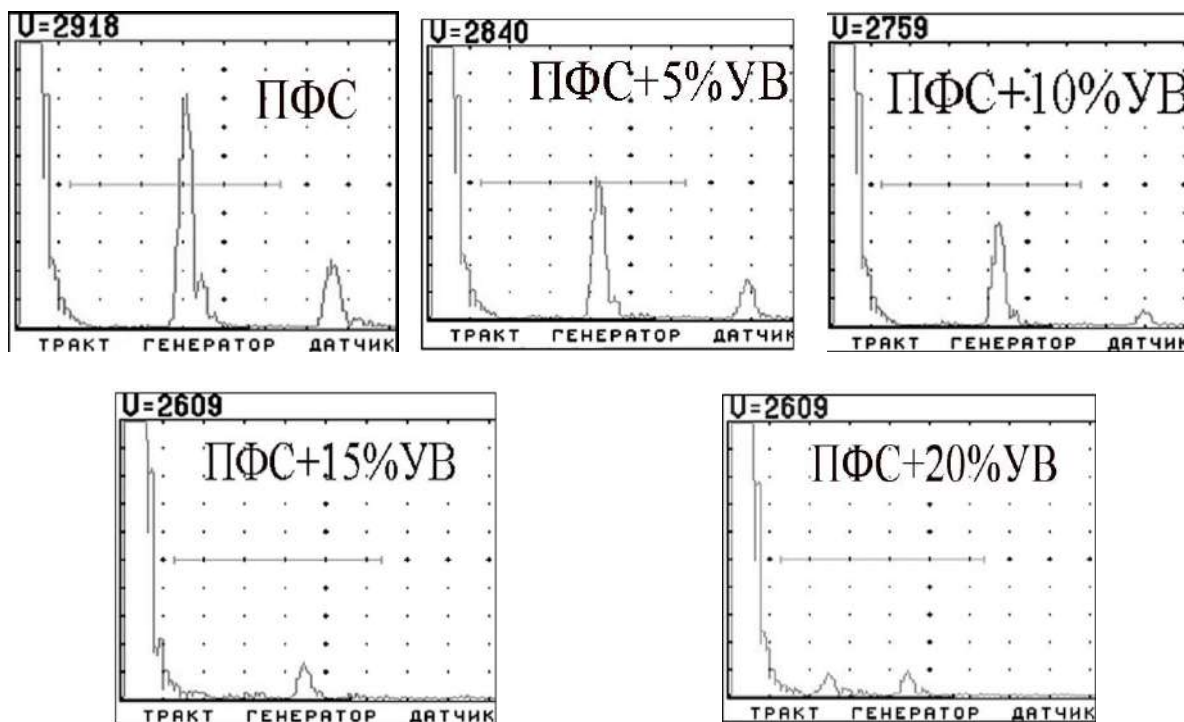 V=2918
ПФС
ТРАКТ ГЕНЕРАТОР ДАТЧИК
V=2840
ПФС+5%УВ
ТРАКТ ГЕНЕРАТОР ДАТЧИК
V=2759
ПФС+10%УВ
ТРАКТ ГЕНЕРАТОР ДАТЧИК
V=2609
ПФС+15%УВ
ТРАКТ ГЕНЕРАТОР ДАТЧИК
V=2609
ПФС+20%УВ
ТРАКТ ГЕНЕРАТОР ДАТЧИК